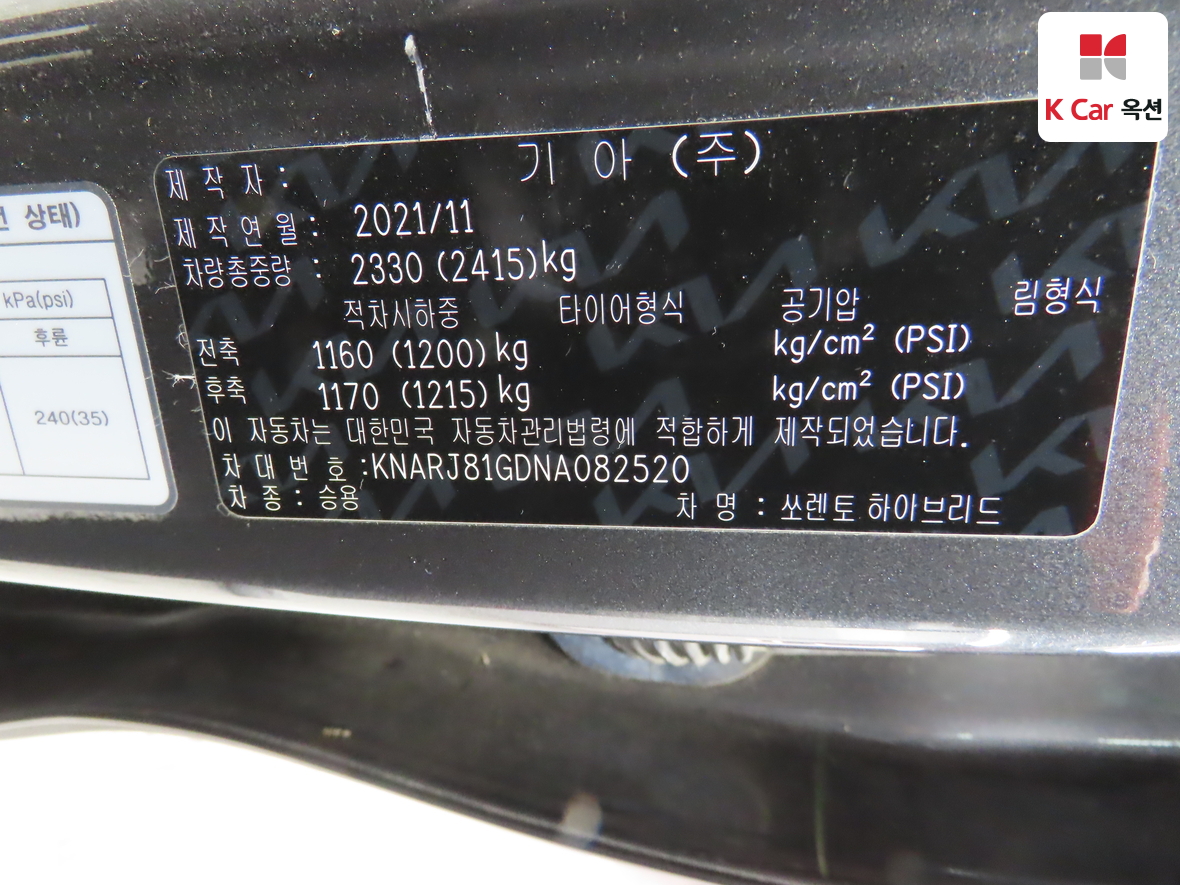 K Car 옥션
제 작 자 : 기 아 (주)
제 작 연 월 : 2021/11
차량총중량 : 2330 (2415)kg
적차시하중 타이어형식 공기압 림형식
전축 1160 (1200) kg kg/cm² (PSI)
후축 1170 (1215) kg kg/cm² (PSI)
이 자동차는 대한민국 자동차관리법령에 적합하게 제작되었습니다.
차 대 번 호 :KNARJ81GDNA082520
차 종 : 승용 차 명 : 쏘렌토 하아브리드
상태)
kPa(psi)
후륜
240(35)